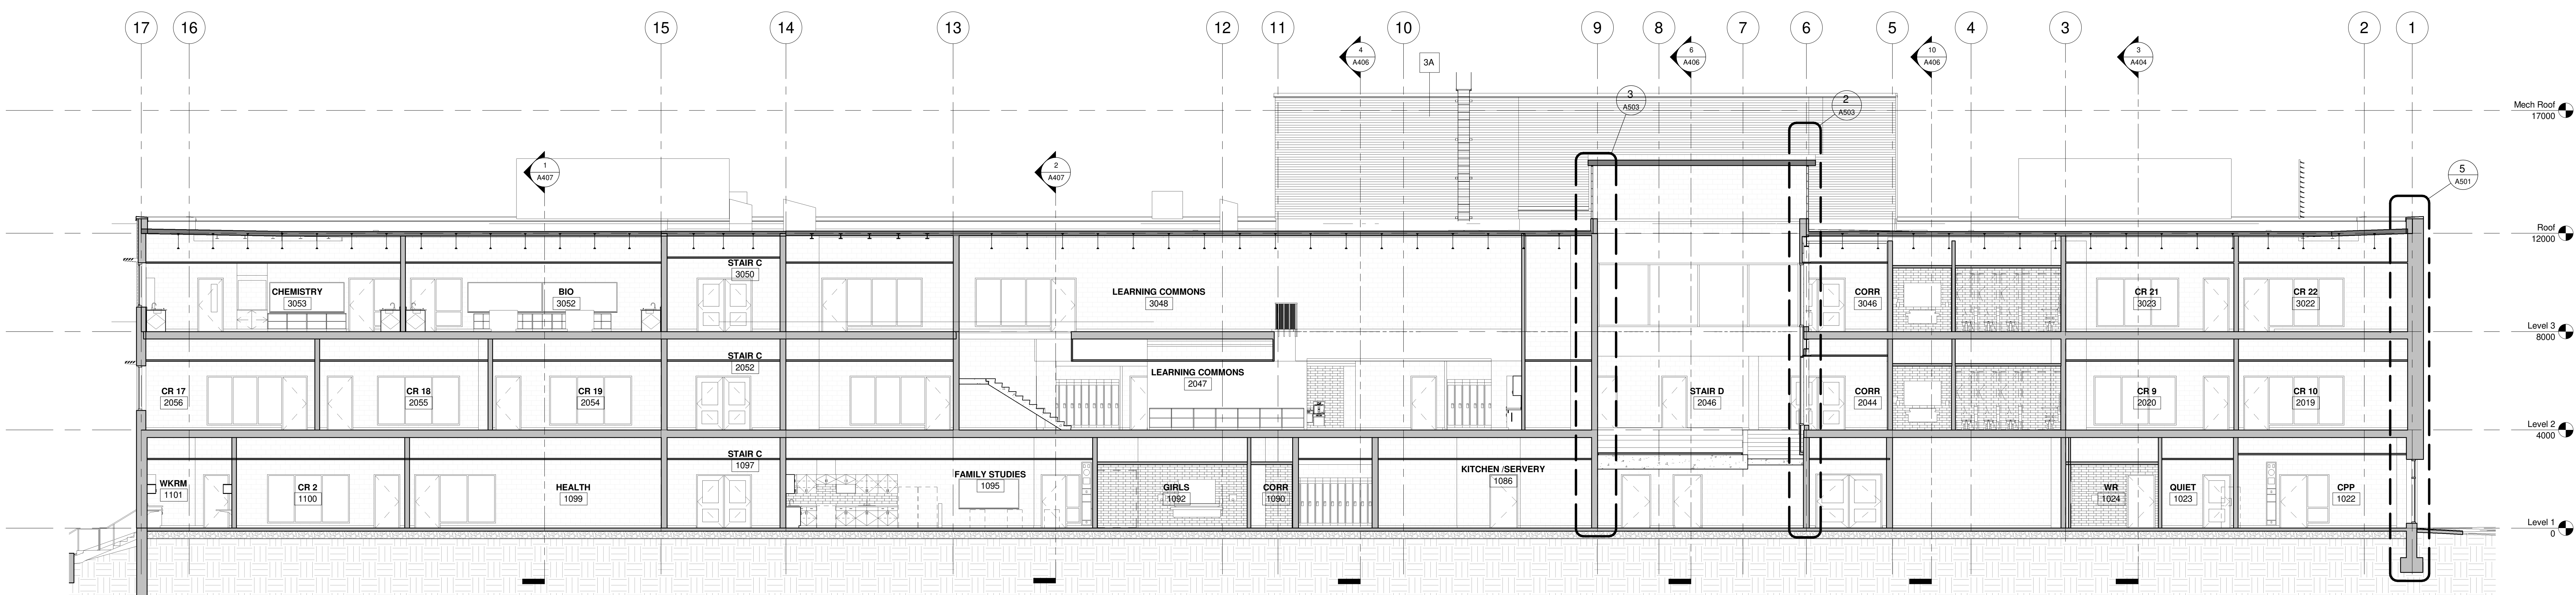 17
16
15
14
13
12
11
10
9
8
7
6
5
4
3
2
1
4
A406
3A
6
A406
10
A406
3
A404
3
A503
2
A503
Mech Roof
17000
1
A407
2
A407
5
A501
Roof
12000
CHEMISTRY
3053
BIO
3052
STAIR C
3050
LEARNING COMMONS
3048
CORR
3046
CR 21
3023
CR 22
3022
Level 3
8000
CR 17
2056
CR 18
2055
CR 19
2054
STAIR C
2052
LEARNING COMMONS
2047
STAIR D
2046
CORR
2044
CR 9
2020
CR 10
2019
Level 2
4000
WKRM
1101
CR 2
1100
HEALTH
1099
STAIR C
1097
FAMILY STUDIES
1095
GIRLS
1092
CORR
1090
KITCHEN /SERVERY
1086
WR
1024
QUIET
1023
CPP
1022
Level 1
0